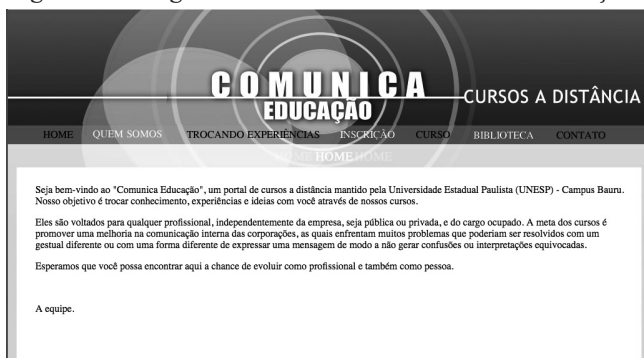 COMUNICA
EDUCAÇÃO
CURSOS A DISTÂNCIA
HOME QUEM SOMOS TROCANDO EXPERIÊNCIAS INSCRIÇÃO CURSO BIBLIOTECA CONTATO
HOME HOME HOME
Seja bem-vindo ao "Comunica Educação", um portal de cursos a distância mantido pela Universidade Estadual Paulista (UNESP) - Campus Bauru.
Nosso objetivo é trocar conhecimento, experiências e ideias com você através de nossos cursos.
Eles são voltados para qualquer profissional, independentemente da empresa, seja pública ou privada, e do cargo ocupado. A meta dos cursos é
promover uma melhoria na comunicação interna das corporações, as quais enfrentam muitos problemas que poderiam ser resolvidos com um
gestual diferente ou com uma forma diferente de expressar uma mensagem de modo a não gerar confusões ou interpretações equivocadas.
Esperamos que você possa encontrar aqui a chance de evoluir como profissional e também como pessoa.
A equipe.